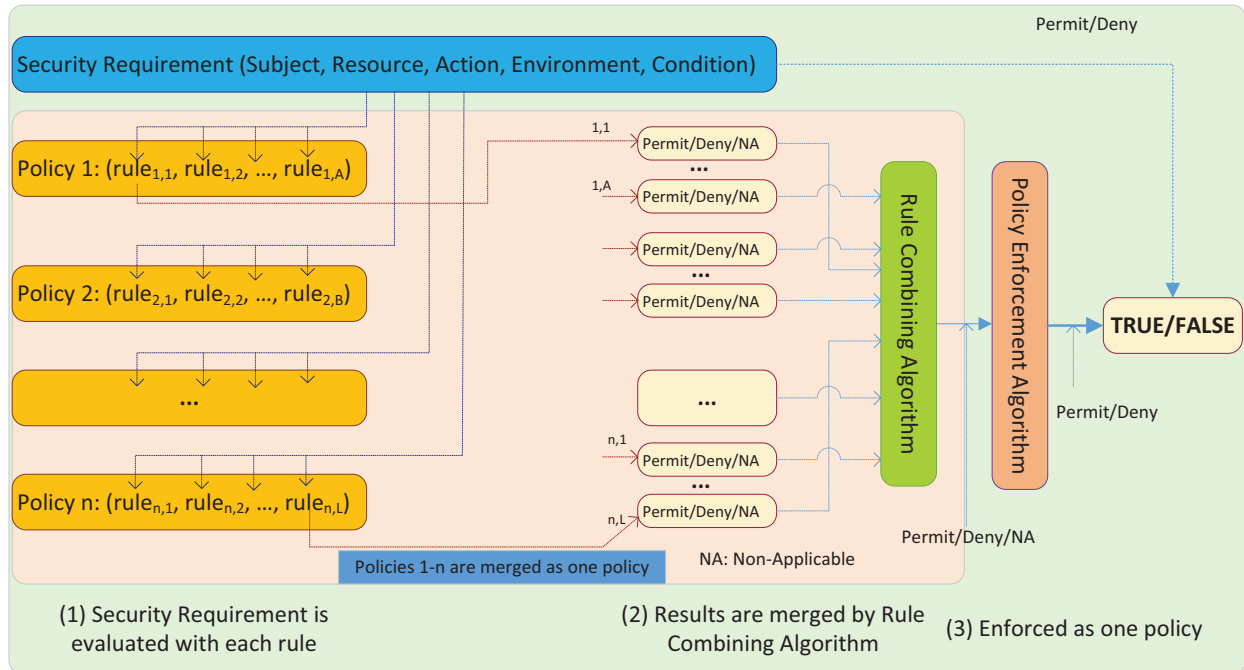 Permit/Deny
Security Requirement (Subject, Resource, Action, Environment, Condition)
Policy 1: (rule1,1, rule1,2, …, rule1,A)
Policy 2: (rule2,1, rule2,2, …, rule2,B)
...
Policy n: (rulen,1, rulen,2, …, rulen,L)
1,1
Permit/Deny/NA
...
1,A
Permit/Deny/NA
Permit/Deny/NA
...
Permit/Deny/NA
...
n,1
Permit/Deny/NA
...
n,L
Permit/Deny/NA
Rule Combining Algorithm
Policy Enforcement Algorithm
TRUE/FALSE
Permit/Deny
Permit/Deny/NA
NA: Non-Applicable
Policies 1-n are merged as one policy
(1) Security Requirement is
evaluated with each rule
(2) Results are merged by Rule
Combining Algorithm
(3) Enforced as one policy